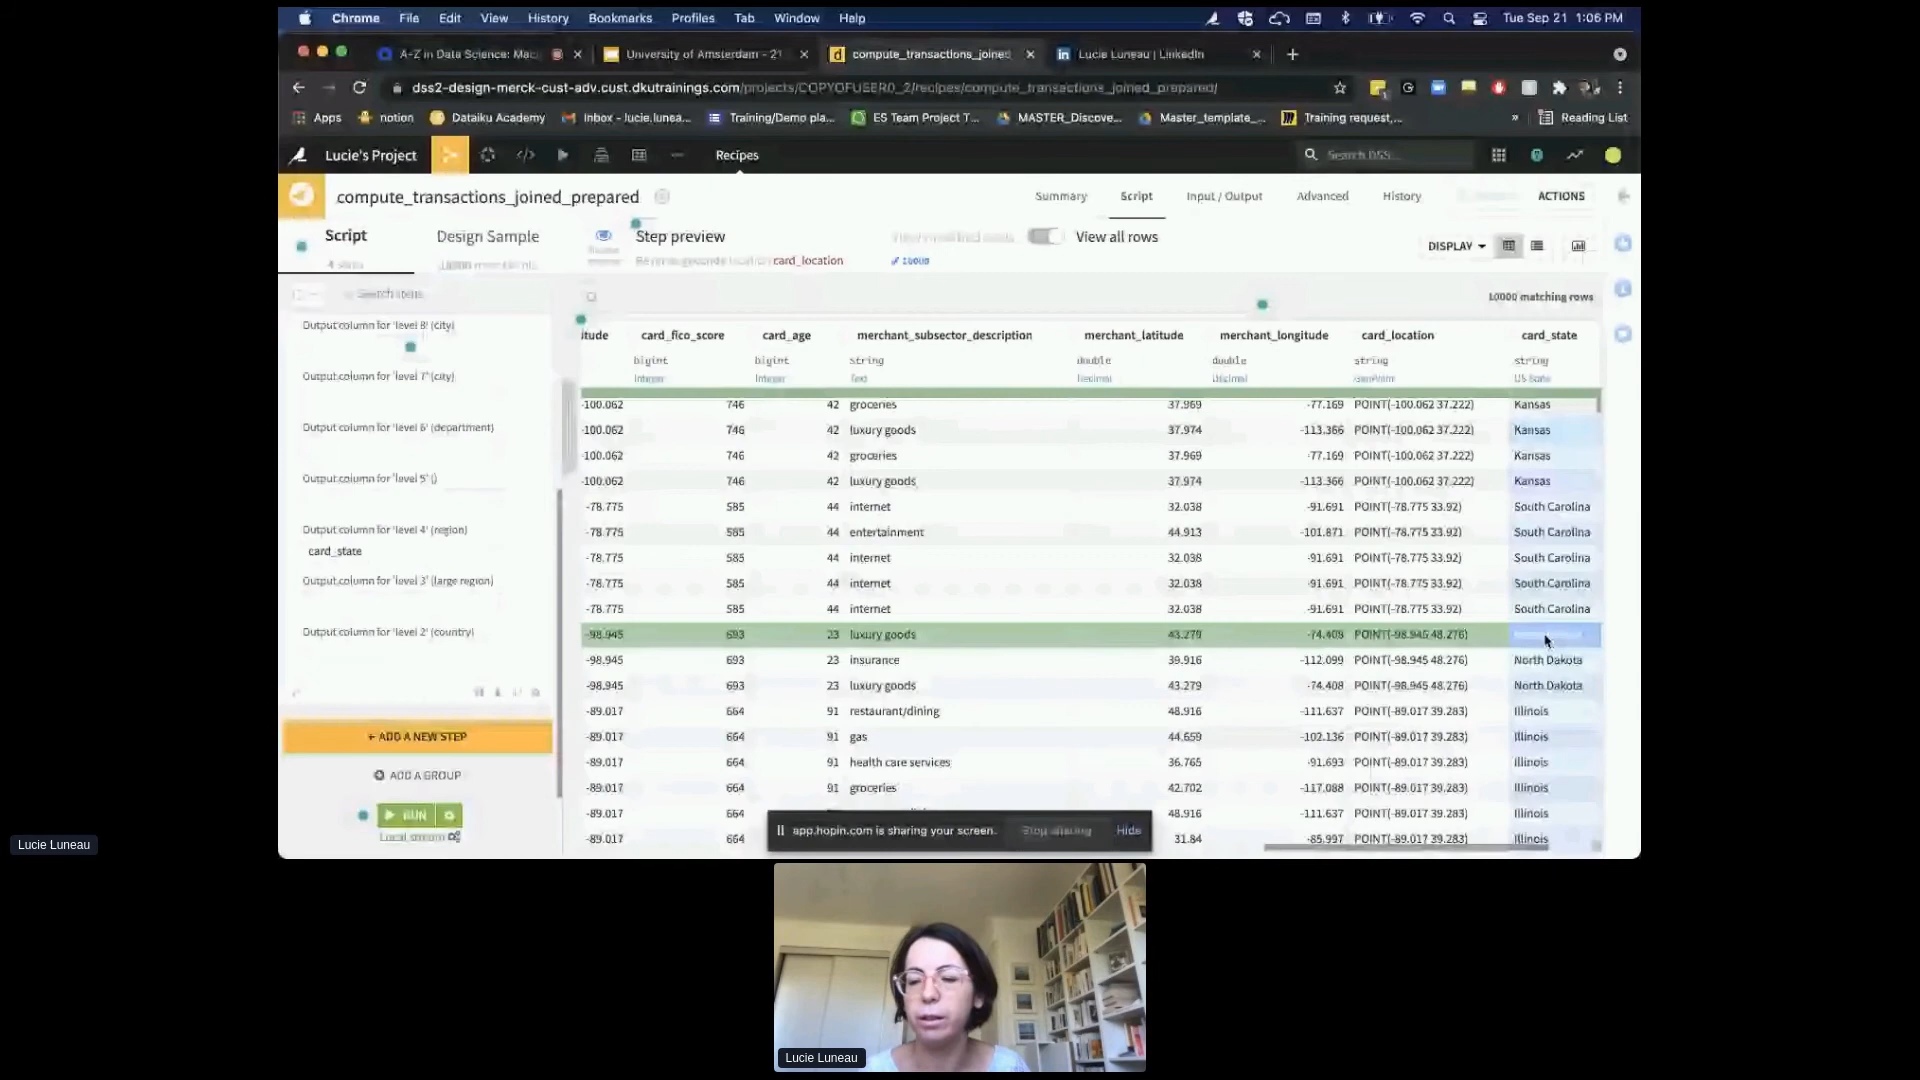 Chrome File Edit View History Bookmarks Profiles Tab Window Help Tue Sep 21 1:06 PM
A-Z in Data Science: Mac University of Amsterdam - 21 compute_transactions_joined Lucie Luneau | LinkedIn
dss2-design-merck-cust-adv.cust.dkutrainings.com/projects/COPYOFUSER0_2/recipes/compute_transactions_joined_prepared/
Apps notion Dataiku Academy Inbox - lucie.lunea... Training/Demo pla... ES Team Project T... MASTER_Discove... Master_template_... Training request,... » Reading List
Lucie's Project Recipes Search DSS...
compute_transactions_joined_prepared Summary Script Input / Output Advanced History ACTIONS
Script Design Sample Step preview View all rows DISPLAY
card_location 10000
10000 matching rows
Output column for 'level 8' (city)
Output column for 'level 7' (city)
Output column for 'level 6' (department)
Output column for 'level 5' ()
Output column for 'level 4' (region)
card_state
Output column for 'level 3' (large region)
Output column for 'level 2' (country)
+ ADD A NEW STEP
ADD A GROUP
RUN
Local stream
itude card_fico_score card_age merchant_subsector_description merchant_latitude merchant_longitude card_location card_state
bigint bigint string double double string string
Integer Integer Text Decimal Decimal GeoPoint US State
-100.062 746 42 groceries 37.969 -77.169 POINT(-100.062 37.222) Kansas
-100.062 746 42 luxury goods 37.974 -113.366 POINT(-100.062 37.222) Kansas
-100.062 746 42 groceries 37.969 -77.169 POINT(-100.062 37.222) Kansas
-100.062 746 42 luxury goods 37.974 -113.366 POINT(-100.062 37.222) Kansas
-78.775 585 44 internet 32.038 -91.691 POINT(-78.775 33.92) South Carolina
-78.775 585 44 entertainment 44.913 -101.871 POINT(-78.775 33.92) South Carolina
-78.775 585 44 internet 32.038 -91.691 POINT(-78.775 33.92) South Carolina
-78.775 585 44 internet 32.038 -91.691 POINT(-78.775 33.92) South Carolina
-78.775 585 44 internet 32.038 -91.691 POINT(-78.775 33.92) South Carolina
-98.945 693 23 luxury goods 43.279 -74.408 POINT(-98.945 48.276)
-98.945 693 23 insurance 39.916 -112.099 POINT(-98.945 48.276) North Dakota
-98.945 693 23 luxury goods 43.279 -74.408 POINT(-98.945 48.276) North Dakota
-89.017 664 91 restaurant/dining 48.916 -111.637 POINT(-89.017 39.283) Illinois
-89.017 664 91 gas 44.659 -102.136 POINT(-89.017 39.283) Illinois
-89.017 664 91 health care services 36.765 -91.693 POINT(-89.017 39.283) Illinois
-89.017 664 91 groceries 42.702 -117.088 POINT(-89.017 39.283) Illinois
-89.017 664 48.916 -111.637 POINT(-89.017 39.283) Illinois
-89.017 664 31.84 -85.997 POINT(-89.017 39.283) Illinois
app.hopin.com is sharing your screen. Stop sharing Hide
Lucie Luneau
Lucie Luneau